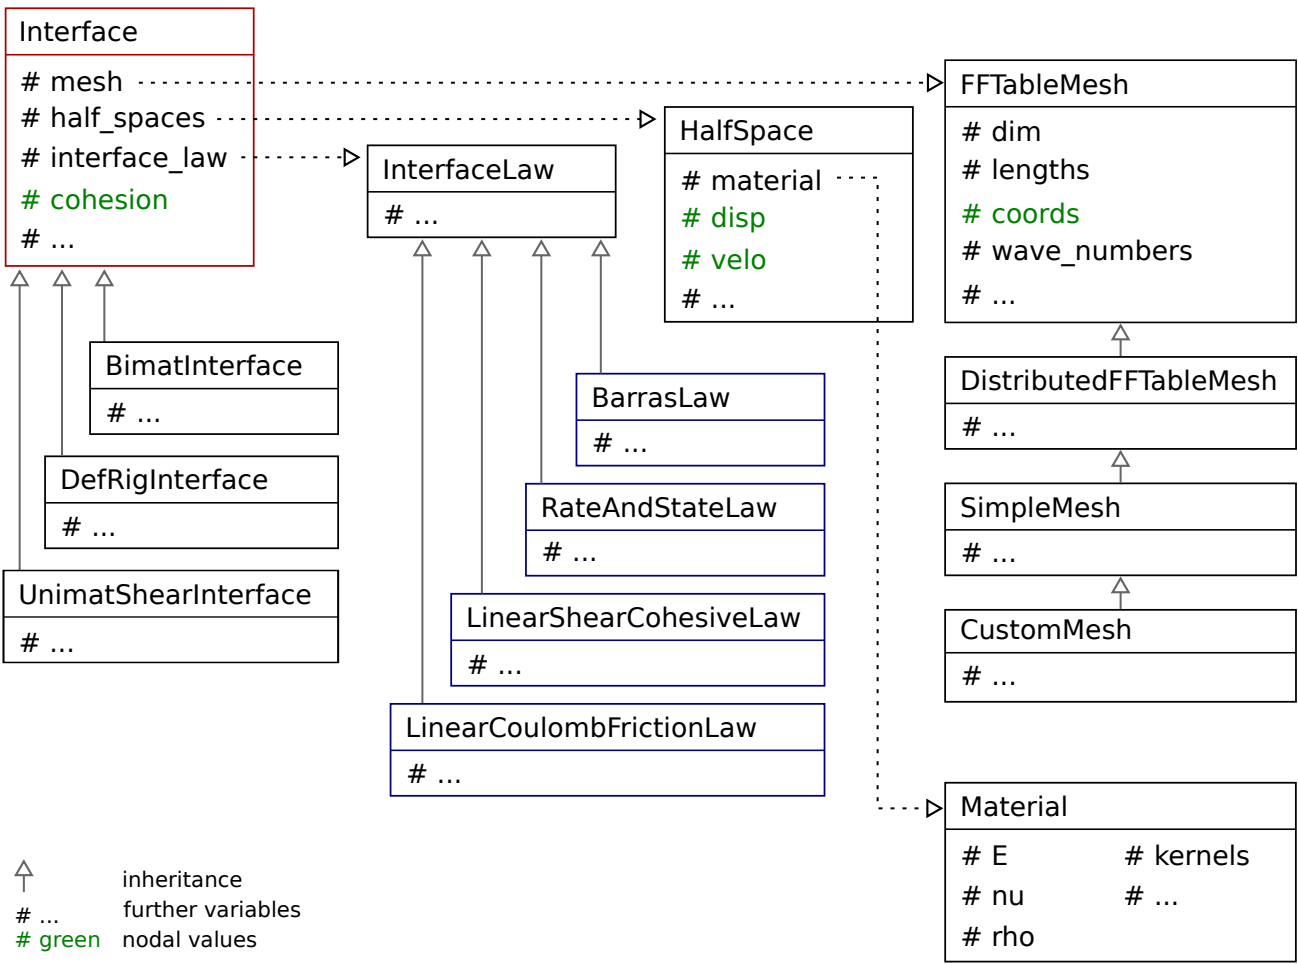 Interface
# mesh
# half_spaces
# interface_law
# cohesion
# ...
FFTableMesh
# dim
# lengths
# coords
# wave_numbers
# ...
HalfSpace
# material
# disp
# velo
# ...
InterfaceLaw
# ...
BimatInterface
# ...
DefRigInterface
# ...
UnimatShearInterface
# ...
BarrasLaw
# ...
RateAndStateLaw
# ...
LinearShearCohesiveLaw
# ...
LinearCoulombFrictionLaw
# ...
DistributedFFTableMesh
# ...
SimpleMesh
# ...
CustomMesh
# ...
Material
# E # kernels
# nu # ...
# rho
inheritance
# ... further variables
# green nodal values